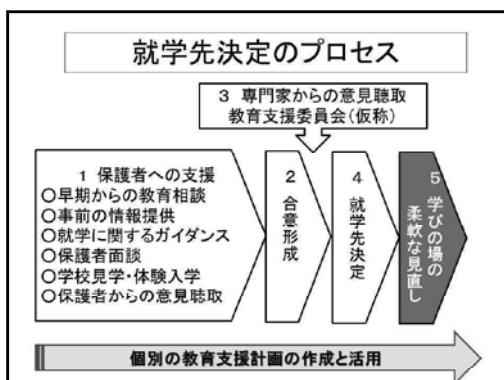 就学先決定のプロセス
3 専門家からの意見聴取
教育支援委員会(仮称)
1 保護者への支援
○早期からの教育相談
○事前の情報提供
○就学に関するガイダンス
○保護者面談
○学校見学・体験入学
○保護者からの意見聴取
2 合意形成
4 就学先決定
5 学びの場の
柔軟な見直し
個別の教育支援計画の作成と活用